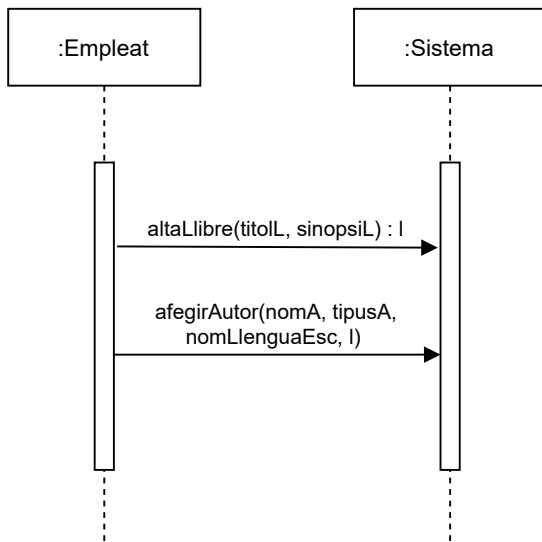 :Empleat
:Sistema
altaLlibre(titolL, sinopsiL) : l
afegirAutor(nomA, tipusA,
nomLlenguaEsc, l)